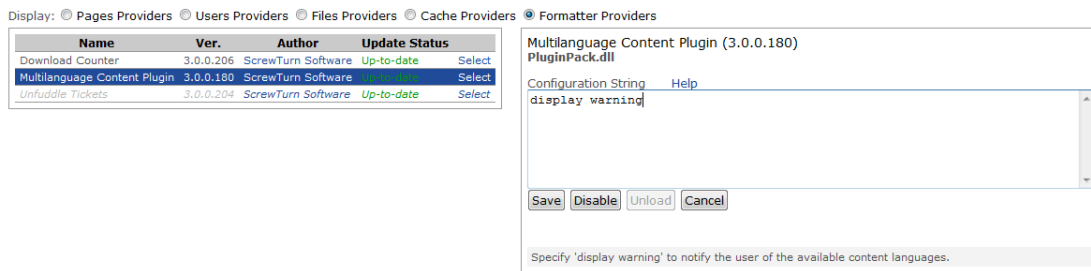 Display: Pages Providers Users Providers Files Providers Cache Providers Formatter Providers
Name Ver. Author Update Status
Download Counter 3.0.0.206 ScrewTurn Software Up-to-date Select
Multilanguage Content Plugin 3.0.0.180 ScrewTurn Software Up-to-date Select
Unfuddle Tickets 3.0.0.204 ScrewTurn Software Up-to-date Select
Multilanguage Content Plugin (3.0.0.180)
PluginPack.dll
Configuration String Help
display warning
Save Disable Unload Cancel
Specify 'display warning' to notify the user of the available content languages.